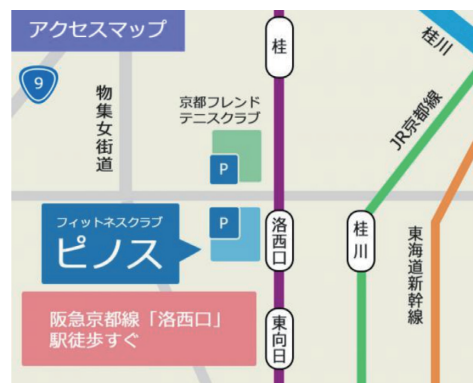 アクセスマップ
桂
桂川
9
物集女街道
京都フレンド
テニスクラブ
P
JR京都線
フィットネスクラブ
ピノス
P
洛西口
桂川
東海道新幹線
阪急京都線「洛西口」
駅徒歩すぐ
東向日